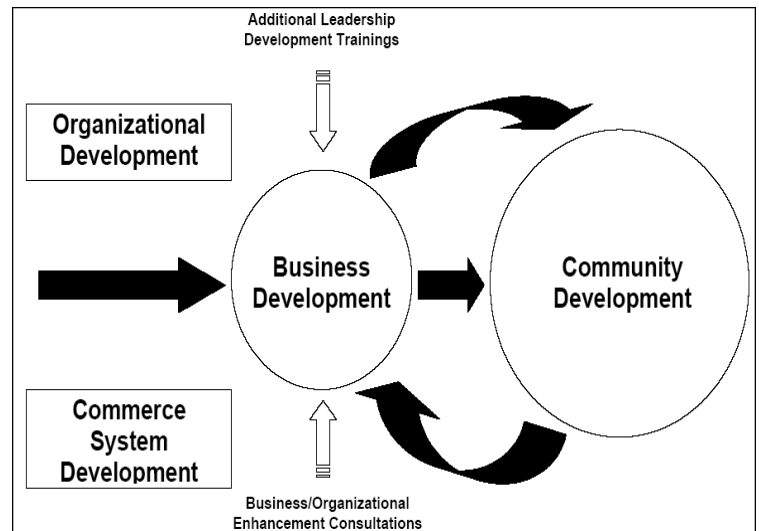 Additional Leadership
Development Trainings
Organizational
Development
Business
Development
Community
Development
Commerce
System
Development
Business/Organizational
Enhancement Consultations